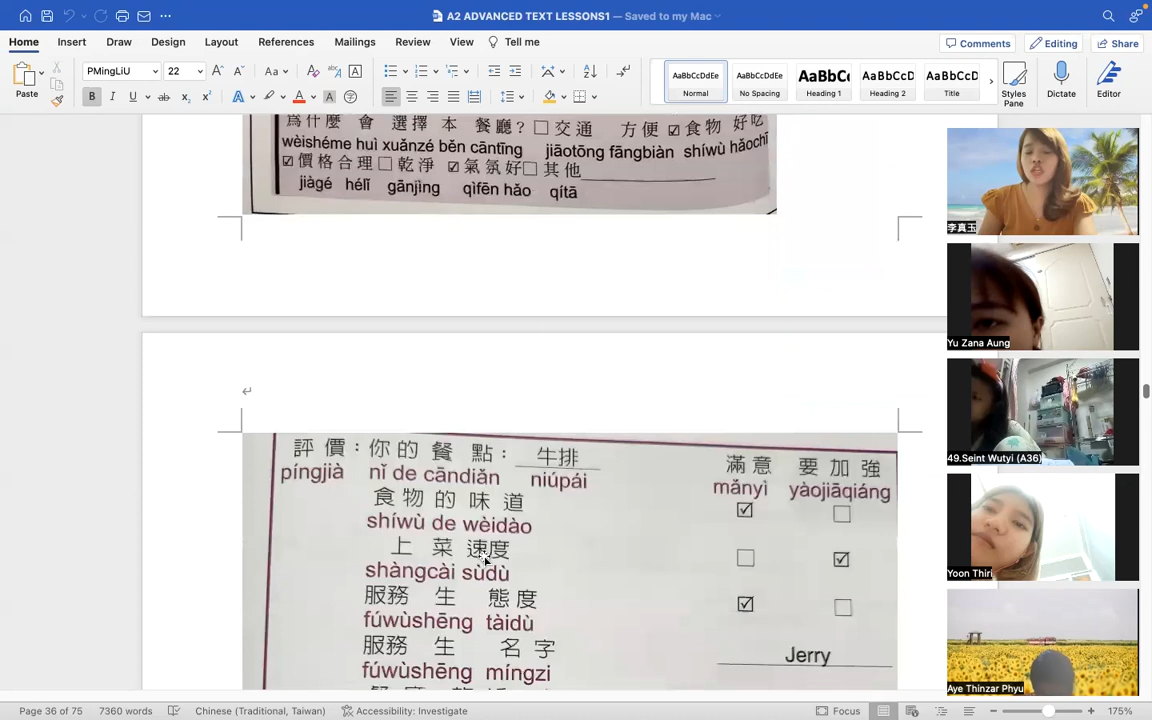 A2 ADVANCED TEXT LESSONS1 — Saved to my Mac
Home Insert Draw Design Layout References Mailings Review View Tell me
Comments Editing Share
Paste PMingLiU 22 Aa
B I U ab x₂ x² A A A
AaBbCcDdEe AaBbCcDdEe AaBbCc AaBbCcD AaBbCcD
Normal No Spacing Heading 1 Heading 2 Title
Styles Pane Dictate Editor
為什麼 會 選擇 本 餐廳? ☐ 交通 方便 ☑ 食物 好吃
wèishéme huì xuǎnzé běn cāntīng jiāotōng fāngbiàn shíwù hǎochī
☑ 價格合理 ☐ 乾淨 ☑ 氣氛好 ☐ 其他
jiàgé hélǐ gānjìng qìfēn hǎo qítā
評價:你的餐點: 牛排 滿意 要加強
píngjià nǐ de cāndiǎn niúpái mǎnyì yàojiāqiáng
食物的味道 ☑ ☐
shíwù de wèidào
上菜速度 ☐ ☑
shàngcài sùdù
服務生態度 ☑ ☐
fúwùshēng tàidù
服務生名字 Jerry
fúwùshēng míngzi
李真玉
Yu Zana Aung
49.Seint Wutyi (A36)
Yoon Thiri
Aye Thinzar Phyu
Page 36 of 75 7360 words Chinese (Traditional, Taiwan) Accessibility: Investigate Focus 175%